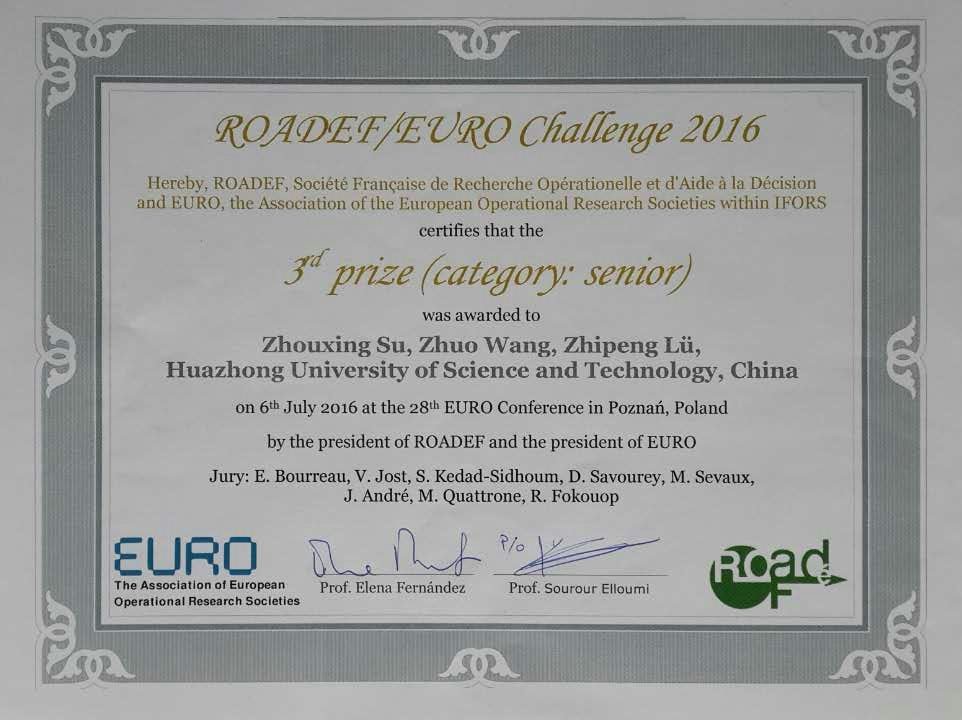 ROADEF/EURO Challenge 2016
Hereby, ROADEF, Société Française de Recherche Opérationelle et d'Aide à la Décision
and EURO, the Association of the European Operational Research Societies within IFORS
certifies that the
3rd prize (category: senior)
was awarded to
Zhouxing Su, Zhuo Wang, Zhipeng Lü,
Huazhong University of Science and Technology, China
on 6th July 2016 at the 28th EURO Conference in Poznań, Poland
by the president of ROADEF and the president of EURO
Jury: E. Bourreau, V. Jost, S. Kedad-Sidhoum, D. Savourey, M. Sevaux,
J. André, M. Quattrone, R. Fokouop
EURO
The Association of European
Operational Research Societies
P/o
Prof. Elena Fernández
Prof. Sourour Elloumi
ROad
F